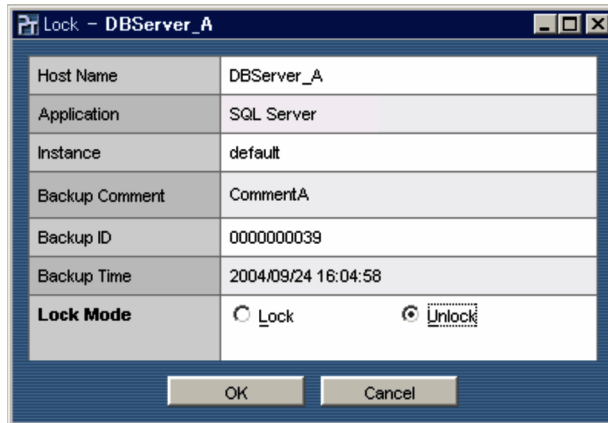 Lock - DBServer_A
Host Name DBServer_A
Application SQL Server
Instance default
Backup Comment CommentA
Backup ID 0000000039
Backup Time 2004/09/24 16:04:58
Lock Mode Lock Unlock
OK Cancel